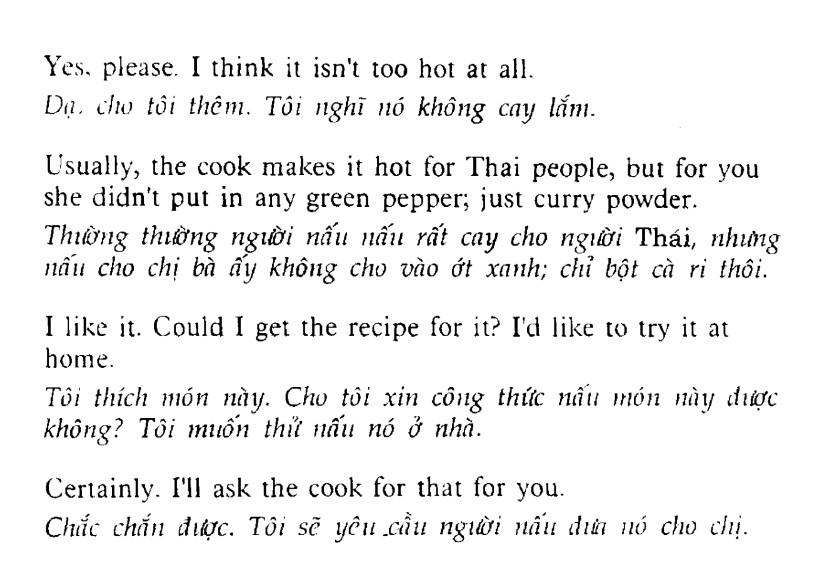 Yes, please. I think it isn't too hot at all.
Dạ, cho tôi thêm. Tôi nghĩ nó không cay lắm.
Usually, the cook makes it hot for Thai people, but for you
she didn't put in any green pepper; just curry powder.
Thường thường người nấu nấu rất cay cho người Thái, nhưng
nấu cho chị bà ấy không cho vào ớt xanh; chỉ bột cà ri thôi.
I like it. Could I get the recipe for it? I'd like to try it at
home.
Tôi thích món này. Cho tôi xin công thức nấu món này được
không? Tôi muốn thử nấu nó ở nhà.
Certainly. I'll ask the cook for that for you.
Chắc chắn được. Tôi sẽ yêu cầu người nấu đưa nó cho chị.